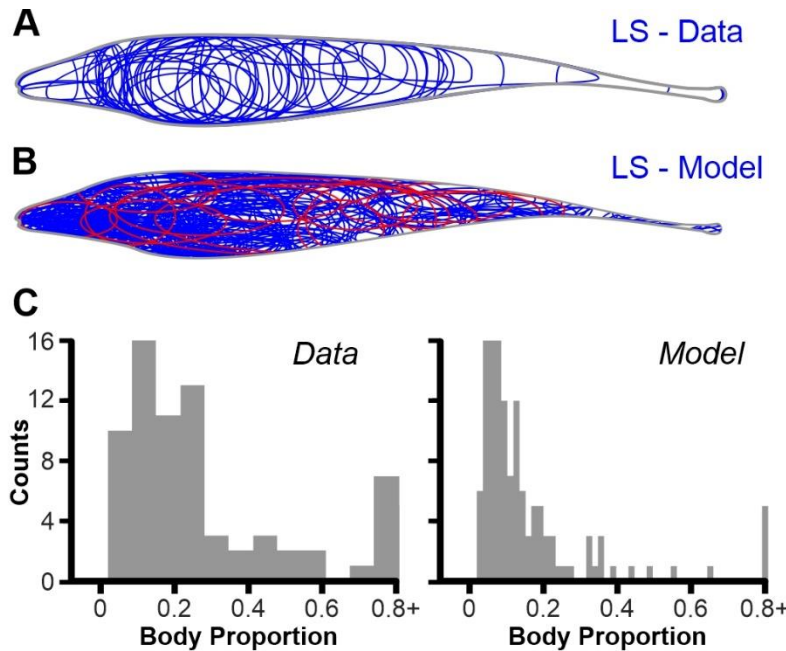 A
LS - Data
B
LS - Model
C
Data
Model
Counts
16
12
8
4
0
0 0.2 0.4 0.6 0.8+
0 0.2 0.4 0.6 0.8+
Body Proportion
Body Proportion